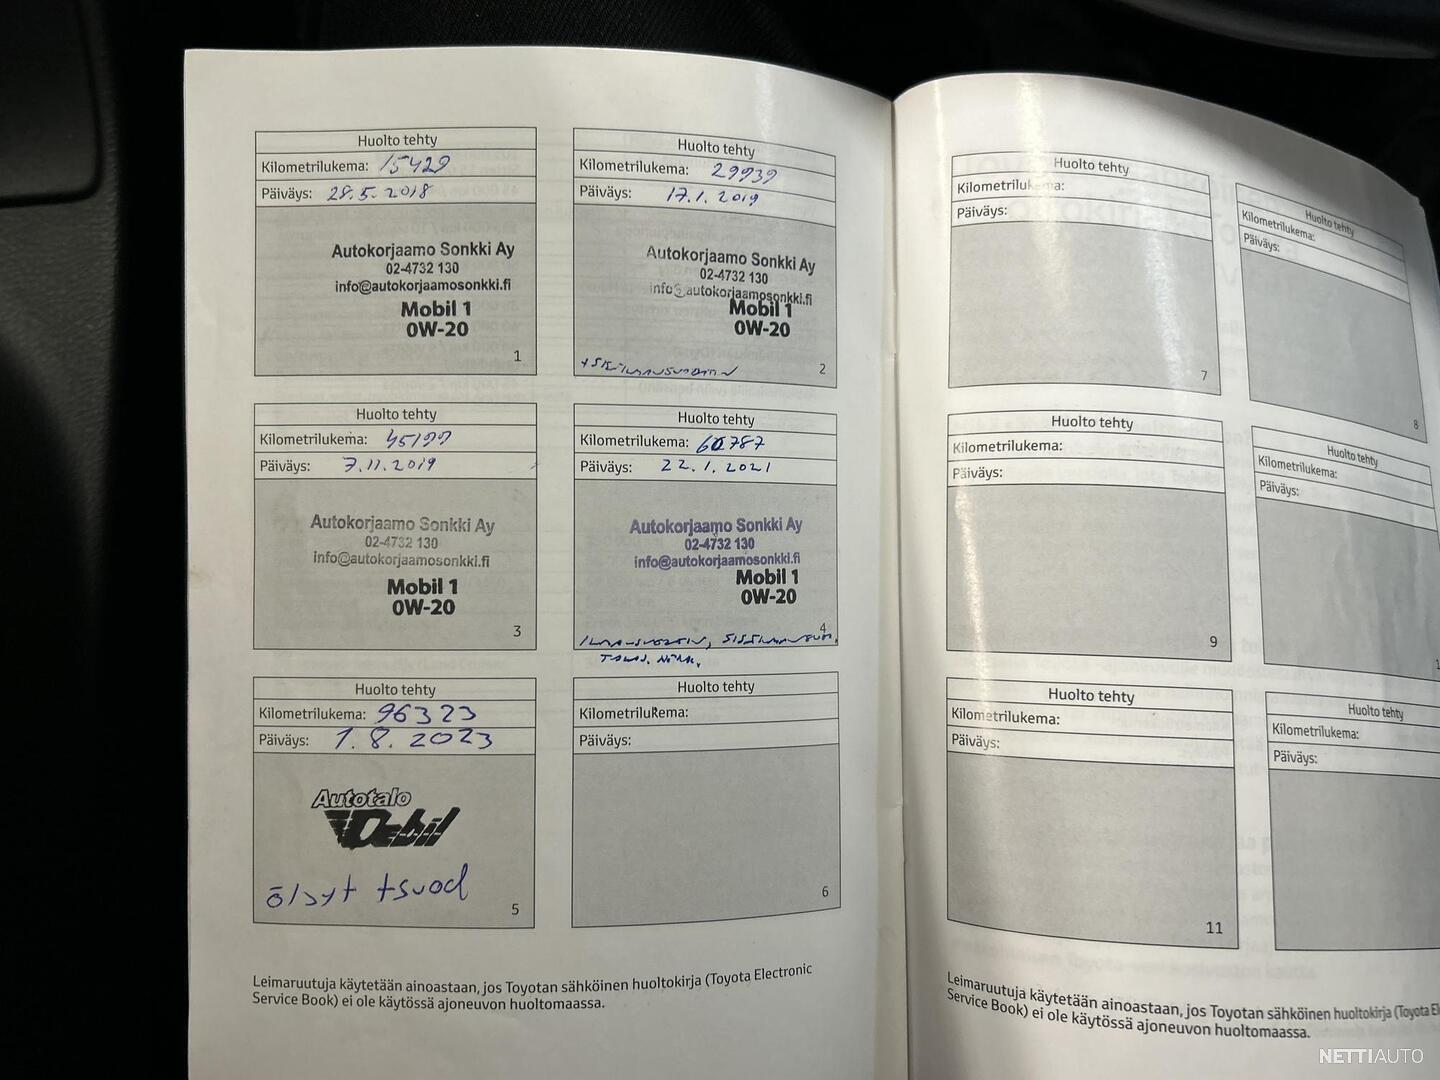 Huolto tehty
Kilometrilukema: 15429
Päiväys: 28.5.2018
Autokorjaamo Sonkki Ay
02-4732 130
info@autokorjaamosonkki.fi
Mobil 1
0W-20
1
Huolto tehty
Kilometrilukema: 29939
Päiväys: 17.1.2019
Autokorjaamo Sonkki Ay
02-4732 130
info@autokorjaamosonkki.fi
Mobil 1
0W-20
2
Huolto tehty
Kilometrilukema: 45199
Päiväys: 7.11.2019
Autokorjaamo Sonkki Ay
02-4732 130
info@autokorjaamosonkki.fi
Mobil 1
0W-20
3
Huolto tehty
Kilometrilukema: 60787
Päiväys: 22.1.2021
Autokorjaamo Sonkki Ay
02-4732 130
info@autokorjaamosonkki.fi
Mobil 1
0W-20
4
Huolto tehty
Kilometrilukema: 96323
Päiväys: 1.8.2023
Autotalo
Debil
5
Huolto tehty
Kilometrilukema:
Päiväys:
6
Leimaruutuja käytetään ainoastaan, jos Toyotan sähköinen huoltokirja (Toyota Electronic
Service Book) ei ole käytössä ajoneuvon huoltomaassa.
Huolto tehty
Kilometrilukema:
Päiväys:
7
Huolto tehty
Kilometrilukema:
Päiväys:
8
Huolto tehty
Kilometrilukema:
Päiväys:
9
Huolto tehty
Kilometrilukema:
Päiväys:
Huolto tehty
Kilometrilukema:
Päiväys:
11
Huolto tehty
Kilometrilukema:
Päiväys:
Leimaruutuja käytetään ainoastaan, jos Toyotan sähköinen huoltokirja (Toyota El
Service Book) ei ole käytössä ajoneuvon huoltomaassa.
NETTIAUTO